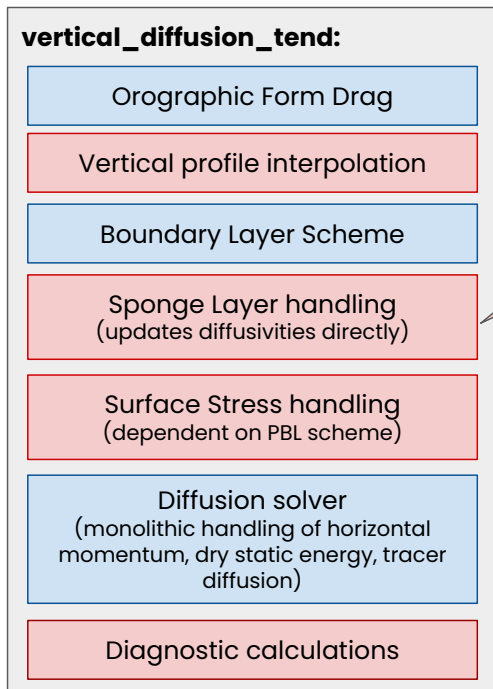 vertical_diffusion_tend:
Orographic Form Drag
Vertical profile interpolation
Boundary Layer Scheme
Sponge Layer handling
(updates diffusivities directly)
Surface Stress handling
(dependent on PBL scheme)
Diffusion solver
(monolithic handling of horizontal
momentum, dry static energy, tracer
diffusion)
Diagnostic calculations